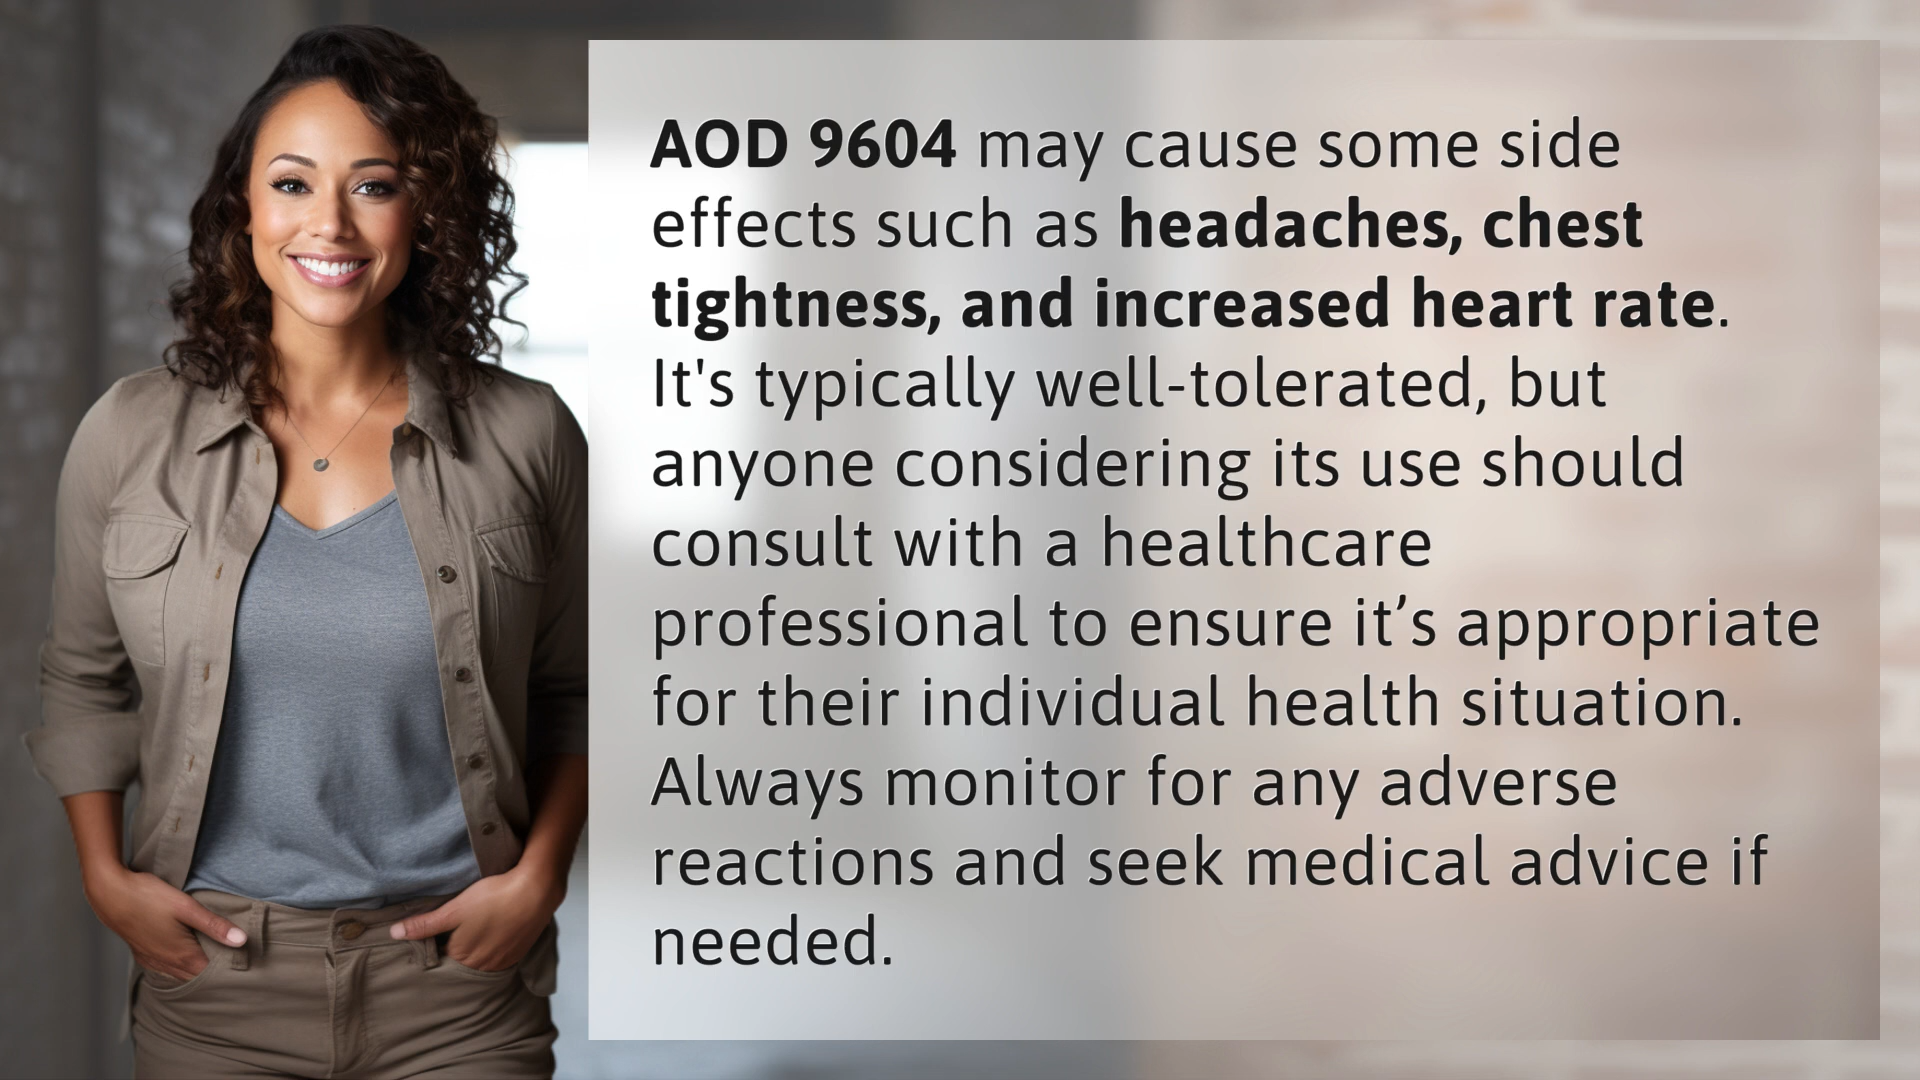 AOD 9604 may cause some side
effects such as headaches, chest
tightness, and increased heart rate.
It's typically well-tolerated, but
anyone considering its use should
consult with a healthcare
professional to ensure it’s appropriate
for their individual health situation.
Always monitor for any adverse
reactions and seek medical advice if
needed.